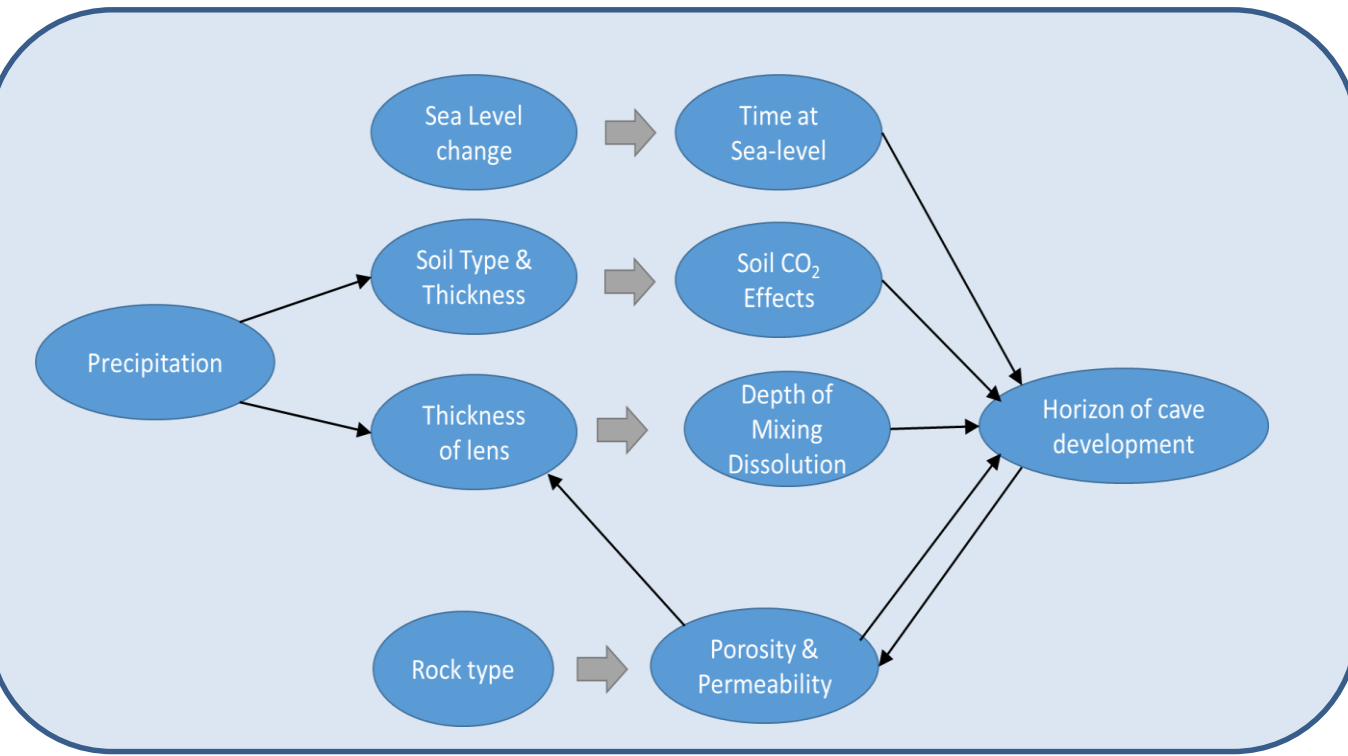 Sea Level
change
Time at
Sea-level
Soil Type &
Thickness
Soil CO₂
Effects
Precipitation
Thickness
of lens
Depth of
Mixing
Dissolution
Horizon of cave
development
Rock type
Porosity &
Permeability